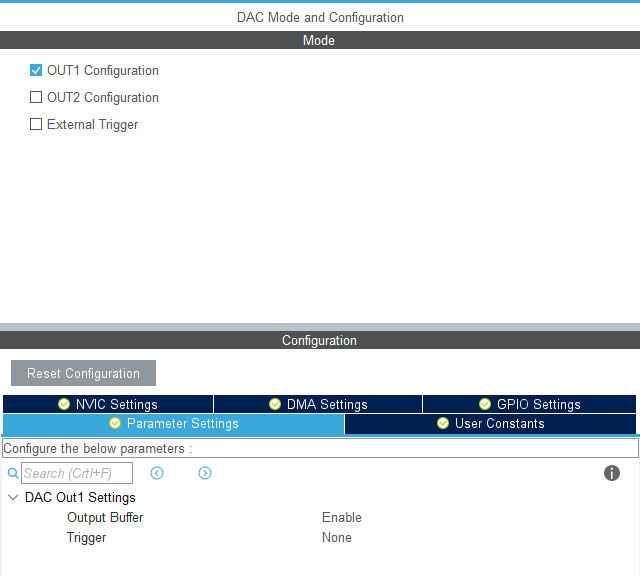 DAC Mode and Configuration
Mode
OUT1 Configuration
OUT2 Configuration
External Trigger
Configuration
Reset Configuration
NVIC Settings DMA Settings GPIO Settings
Parameter Settings User Constants
Configure the below parameters :
Search (Crtl+F)
DAC Out1 Settings
Output Buffer Enable
Trigger None